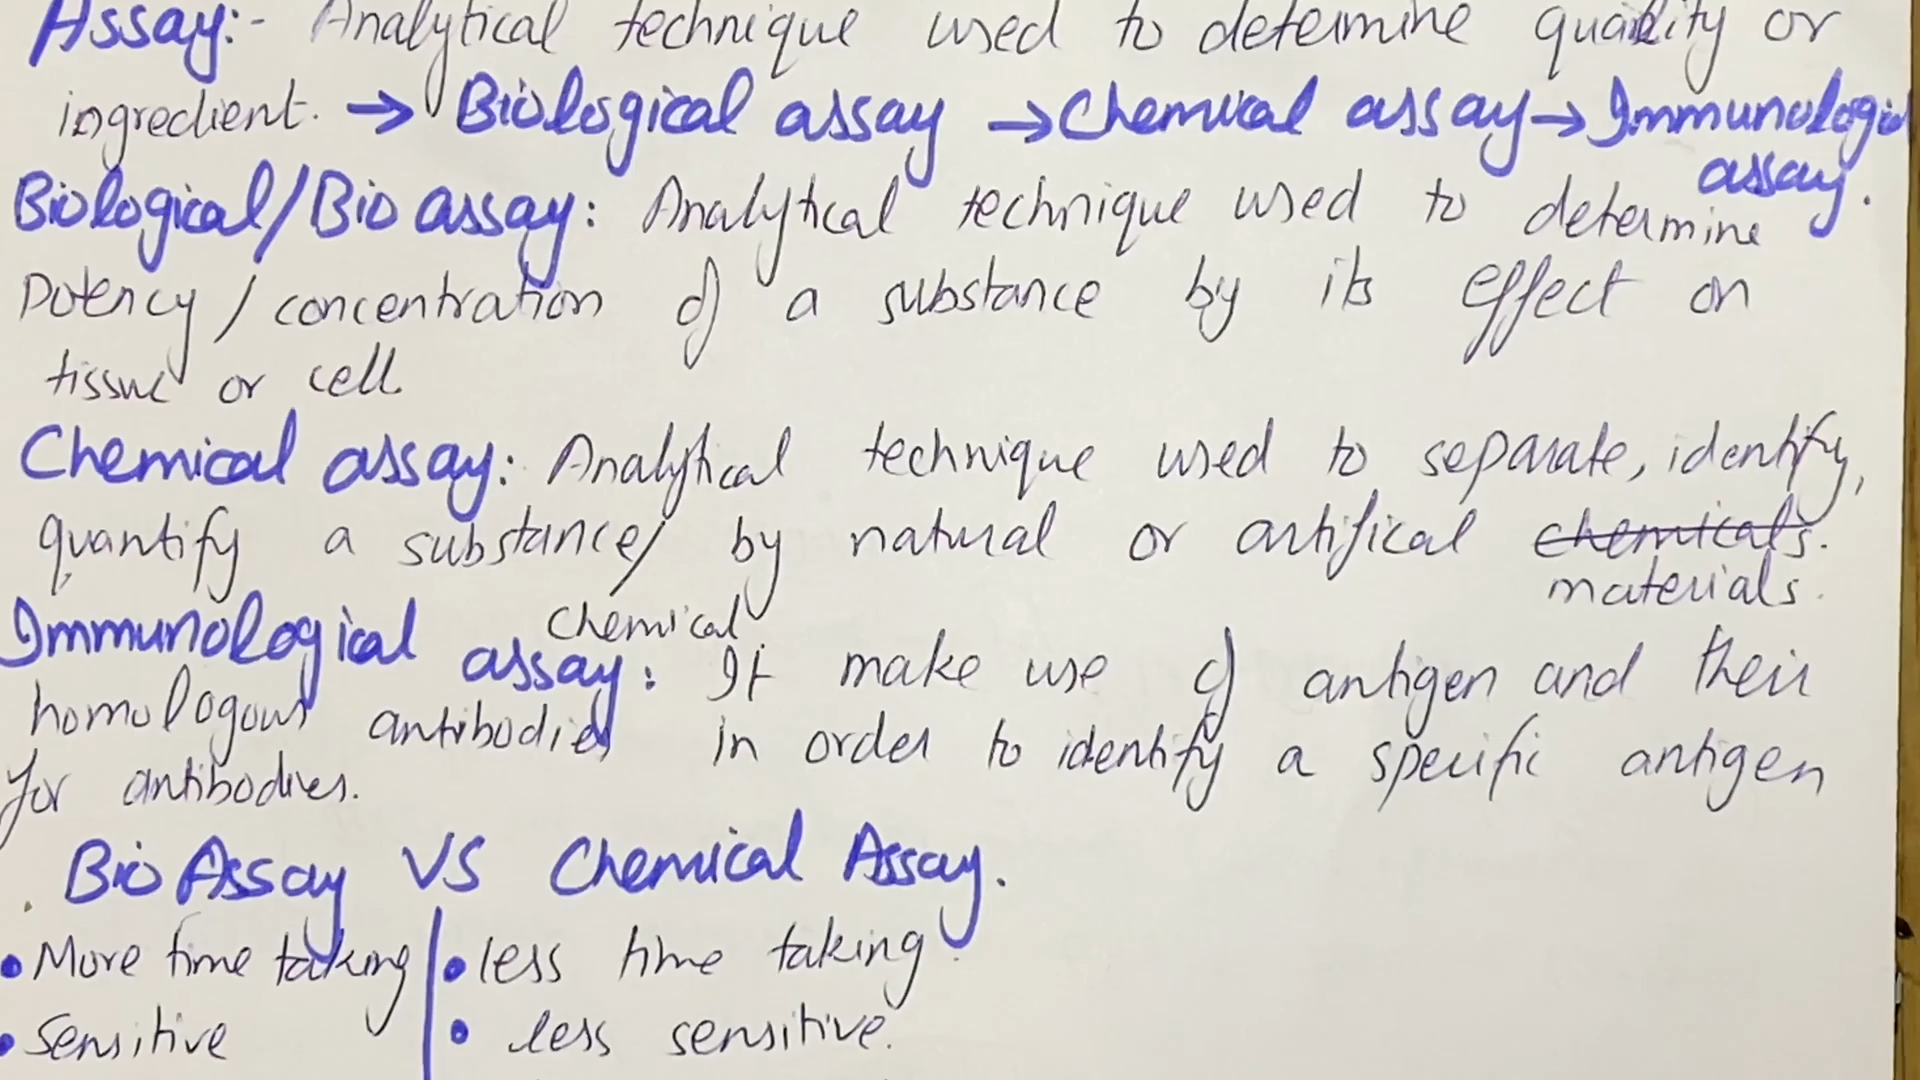 Assay:- Analytical technique used to determine quality or
ingredient. → Biological assay → Chemical assay → Immunologic
assay.
Biological/Bio assay: Analytical technique used to determine
Potency / concentration of a substance by its effect on
tissue or cell.
Chemical assay: Analytical technique used to separate, identify,
quantify a substance/ by natural or artifical chemicals.
chemical materials.
Immunological assay: It make use of antigen and their
homologous antibodies in order to identify a specific antigen
for antibodies.
Bio Assay VS Chemical Assay.
• More time taking • less time taking.
• Sensitive • less sensitive.